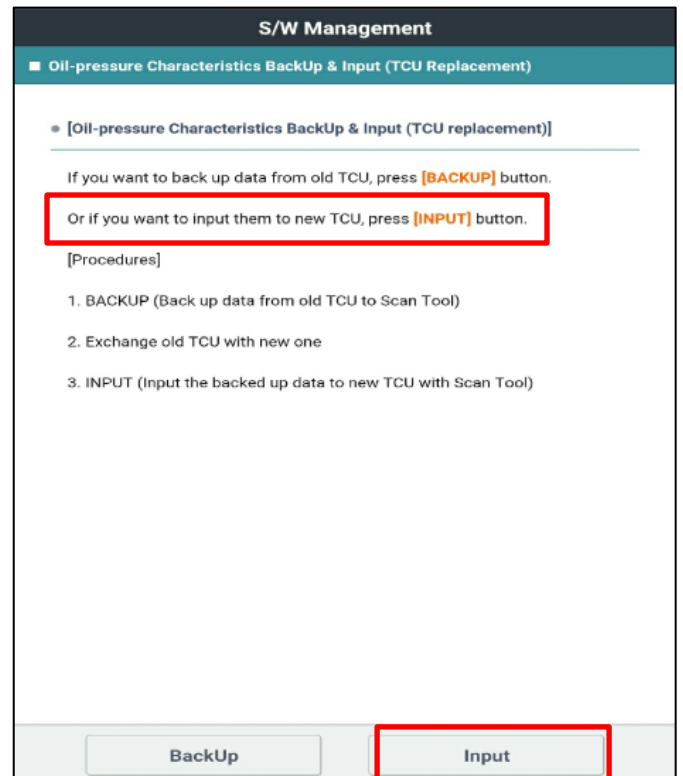 S/W Management
Oil-pressure Characteristics BackUp & Input (TCU Replacement)
[Oil-pressure Characteristics BackUp & Input (TCU replacement)]
If you want to back up data from old TCU, press [BACKUP] button.
Or if you want to input them to new TCU, press [INPUT] button.
[Procedures]
1. BACKUP (Back up data from old TCU to Scan Tool)
2. Exchange old TCU with new one
3. INPUT (Input the backed up data to new TCU with Scan Tool)
BackUp
Input